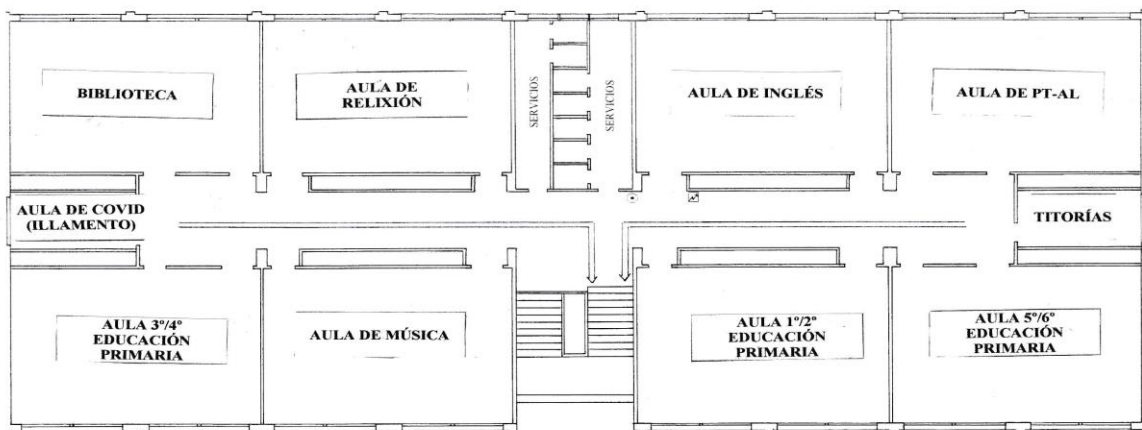 BIBLIOTECA
AULA DE
RELIXIÓN
SERVICIOS
SERVICIOS
AULA DE INGLÉS
AULA DE PT-AL
AULA DE COVID
(ILLAMENTO)
TITORÍAS
AULA 3º/4º
EDUCACIÓN
PRIMARIA
AULA DE MÚSICA
AULA 1º/2º
EDUCACIÓN
PRIMARIA
AULA 5º/6º
EDUCACIÓN
PRIMARIA